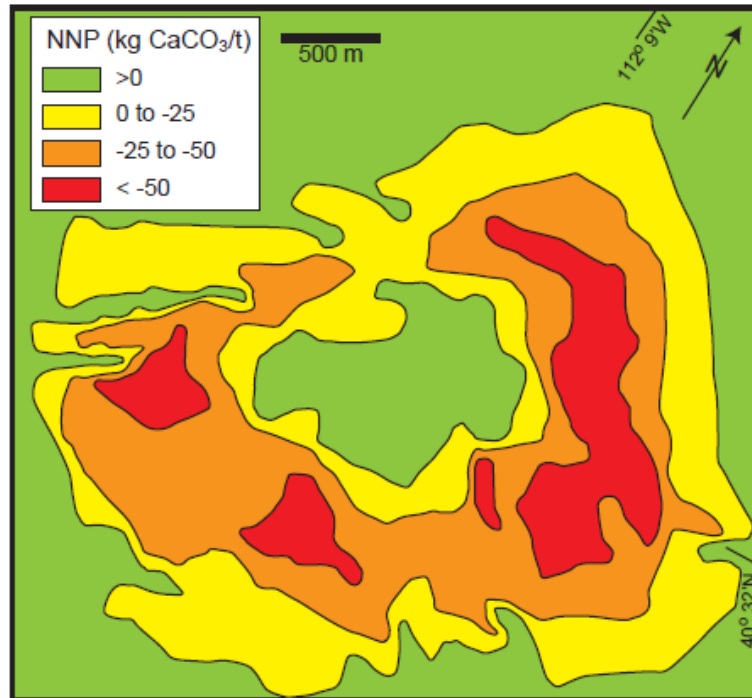 NNP (kg CaCO₃/t)
>0
0 to -25
-25 to -50
< -50
500 m
112° 9'W
N
40° 32'N